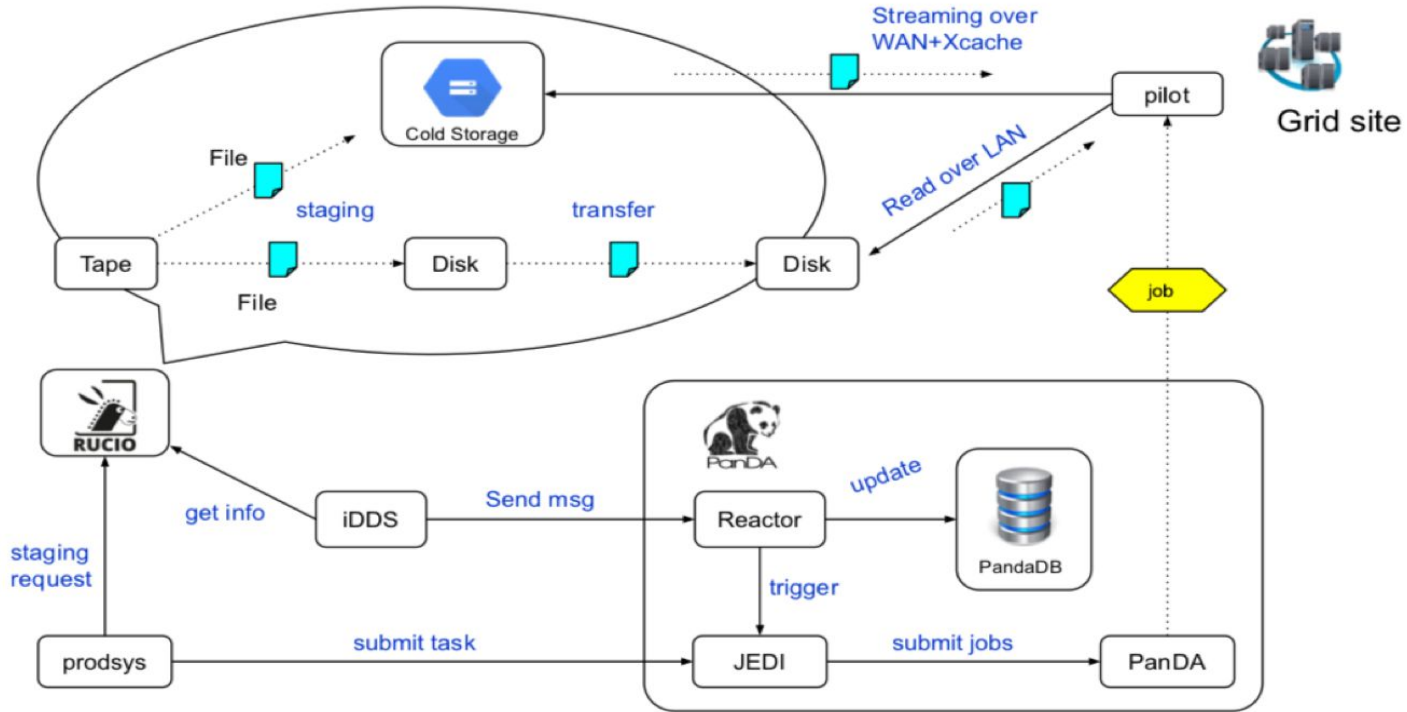 Streaming over
WAN+Xcache
pilot
Grid site
Cold Storage
File
Read over LAN
staging
transfer
Tape
Disk
Disk
File
job
RUCIO
PanDA
update
get info
iDDS
Send msg
Reactor
PandaDB
staging
request
trigger
prodsys
submit task
JEDI
submit jobs
PanDA